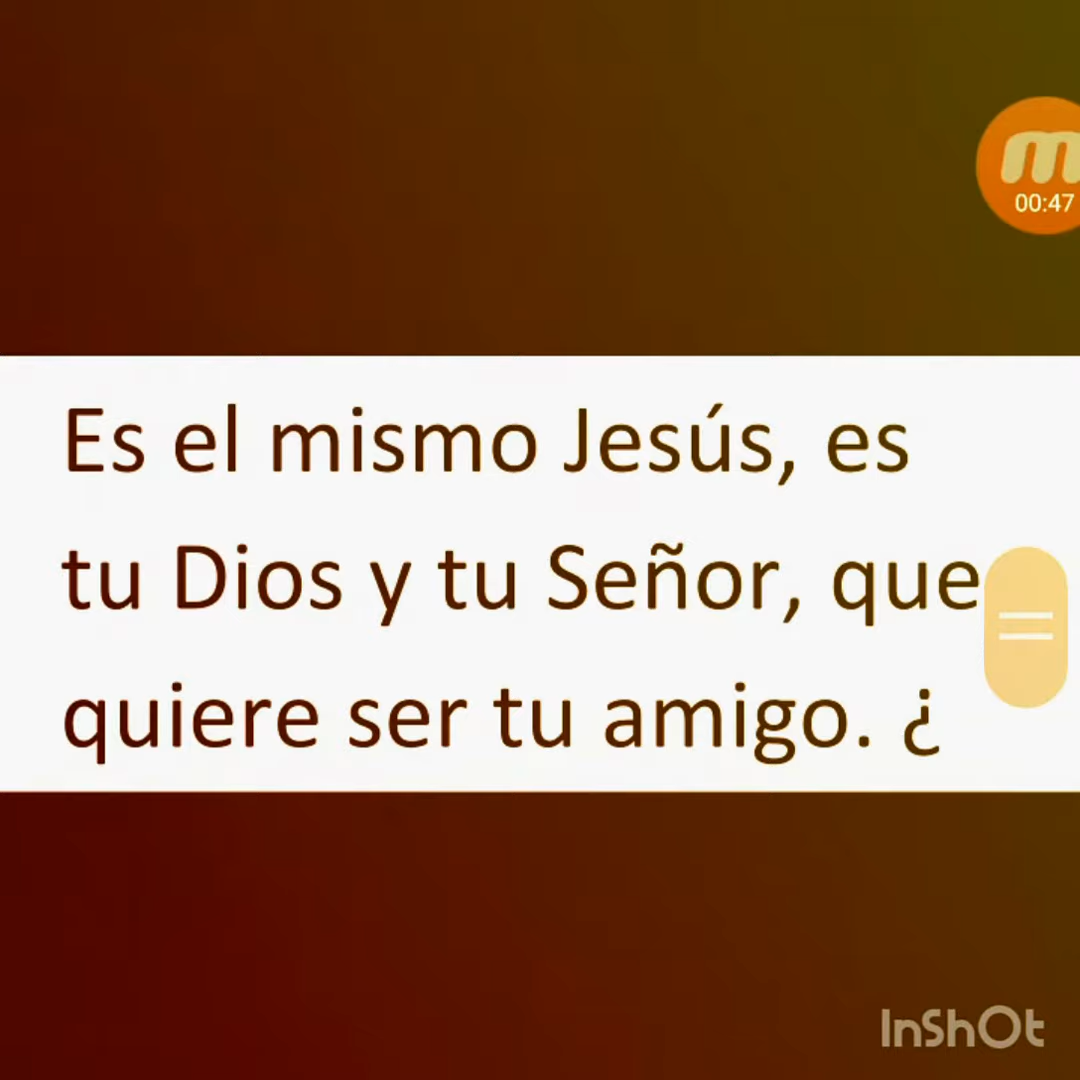 m
00:47
Es el mismo Jesús, es
tu Dios y tu Señor, que
quiere ser tu amigo. ¿
InShOt